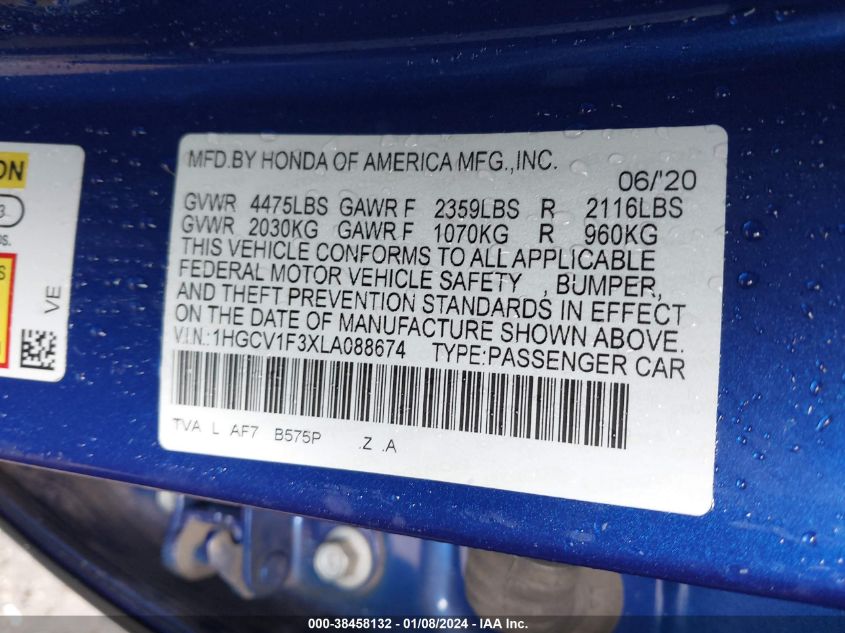 MFD.BY HONDA OF AMERICA MFG.,INC.
06/'20
GVWR 4475LBS GAWR F 2359LBS R 2116LBS
GVWR 2030KG GAWR F 1070KG R 960KG
THIS VEHICLE CONFORMS TO ALL APPLICABLE
FEDERAL MOTOR VEHICLE SAFETY , BUMPER,
AND THEFT PREVENTION STANDARDS IN EFFECT
ON THE DATE OF MANUFACTURE SHOWN ABOVE.
V.I.N.:1HGCV1F3XLA088674 TYPE:PASSENGER CAR
TVA L AF7 B575P .Z .A
ON
3
os.
S
VE
000-38458132 - 01/08/2024 - IAA Inc.